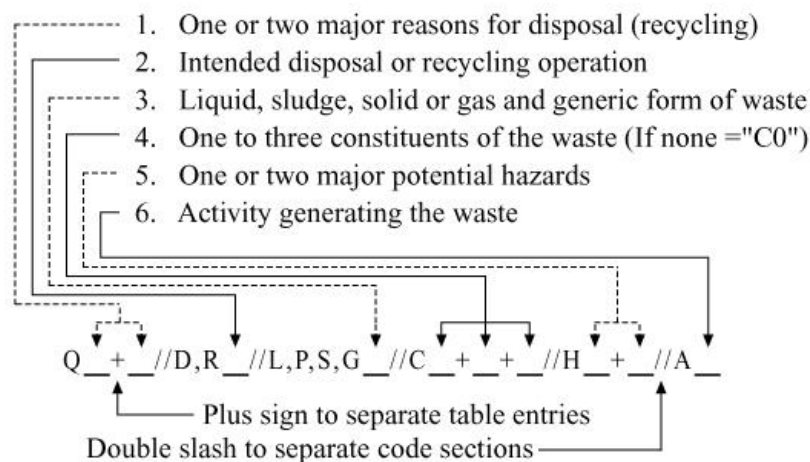 1. One or two major reasons for disposal (recycling)
2. Intended disposal or recycling operation
3. Liquid, sludge, solid or gas and generic form of waste
4. One to three constituents of the waste (If none ="C0")
5. One or two major potential hazards
6. Activity generating the waste
Q__+__//D,R__//L,P,S,G__//C__+__+__//H__+__//A__
Plus sign to separate table entries
Double slash to separate code sections